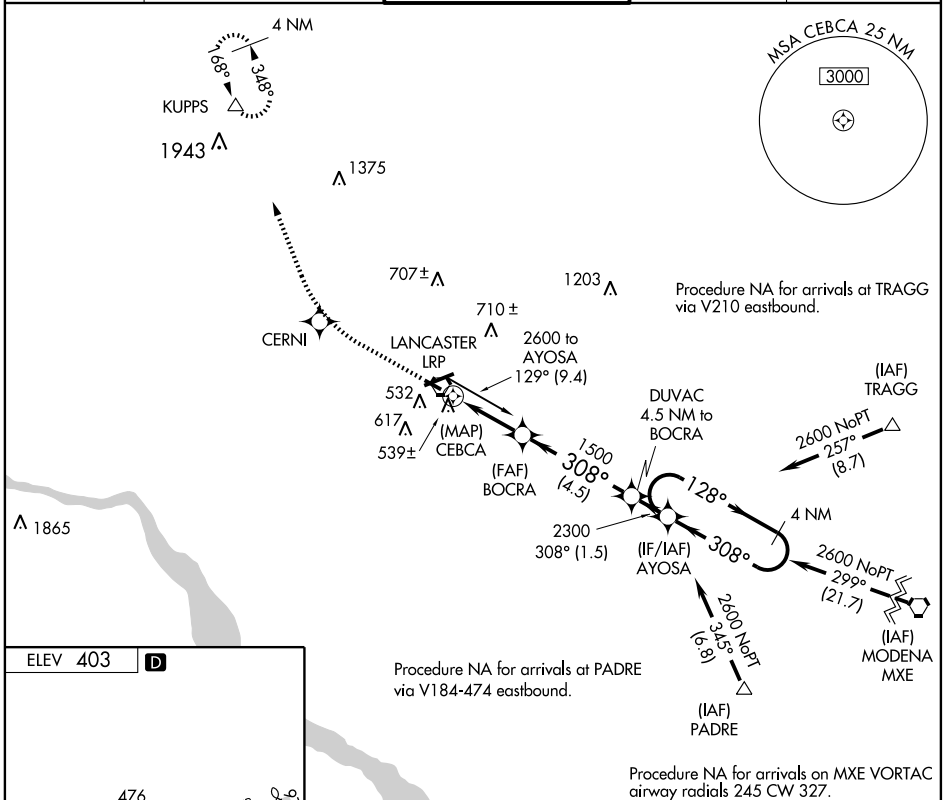 4 NM
168°
348°
KUPPS
1943
1375
MSA CEBCA 25 NM
3000
707±
1203
710 ±
Procedure NA for arrivals at TRAGG
via V210 eastbound.
CERNI
LANCASTER
LRP
2600 to
AYOSA
129° (9.4)
532
617
539±
(MAP)
CEBCA
(FAF)
BOCRA
DUVAC
4.5 NM to
BOCRA
(IAF)
TRAGG
2600 NoPT
257°
(8.7)
1500
308°
(4.5)
128°
4 NM
2300
308° (1.5)
(IF/IAF)
AYOSA
308°
2600 NoPT
299°
(21.7)
(IAF)
MODENA
MXE
1865
2600 NoPT
345°
(6.8)
(IAF)
PADRE
ELEV 403
D
Procedure NA for arrivals at PADRE
via V184-474 eastbound.
Procedure NA for arrivals on MXE VORTAC
airway radials 245 CW 327.
476